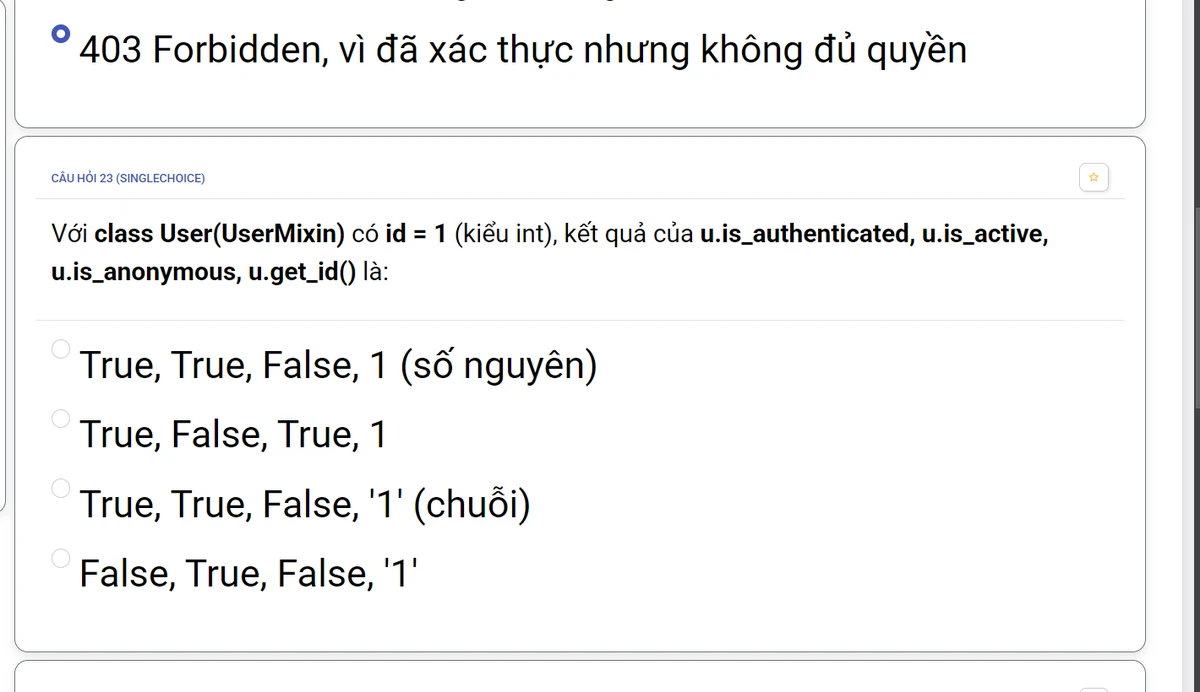 403 Forbidden, vì đã xác thực nhưng không đủ quyền
CÂU HỎI 23 (SINGLECHOICE)
Với class User(UserMixin) có id = 1 (kiểu int), kết quả của u.is_authenticated, u.is_active,
u.is_anonymous, u.get_id() là:
True, True, False, 1 (số nguyên)
True, False, True, 1
True, True, False, '1' (chuỗi)
False, True, False, '1'